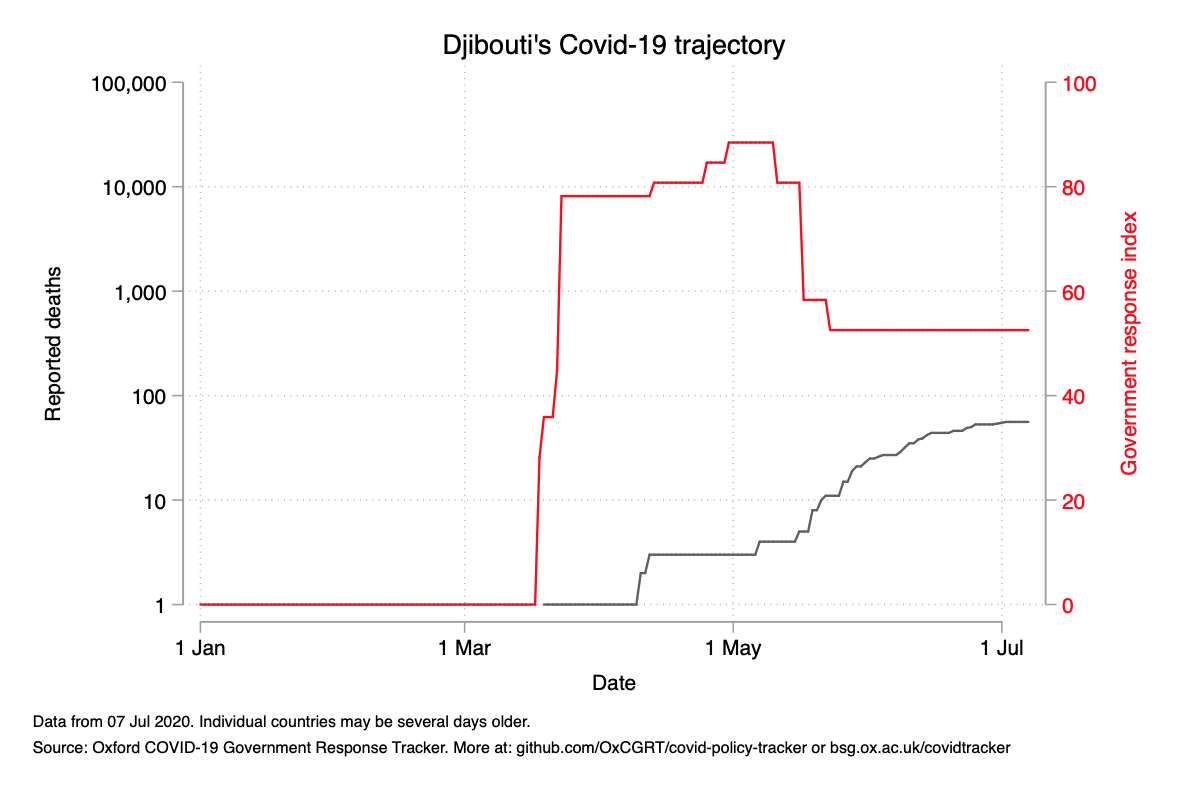 Djibouti's Covid-19 trajectory
100,000
10,000
1,000
100
10
1
Reported deaths
100
80
60
40
20
0
Government response index
1 Jan
1 Mar
1 May
1 Jul
Date
Data from 07 Jul 2020. Individual countries may be several days older.
Source: Oxford COVID-19 Government Response Tracker. More at: github.com/OxCGRT/covid-policy-tracker or bsg.ox.ac.uk/covidtracker